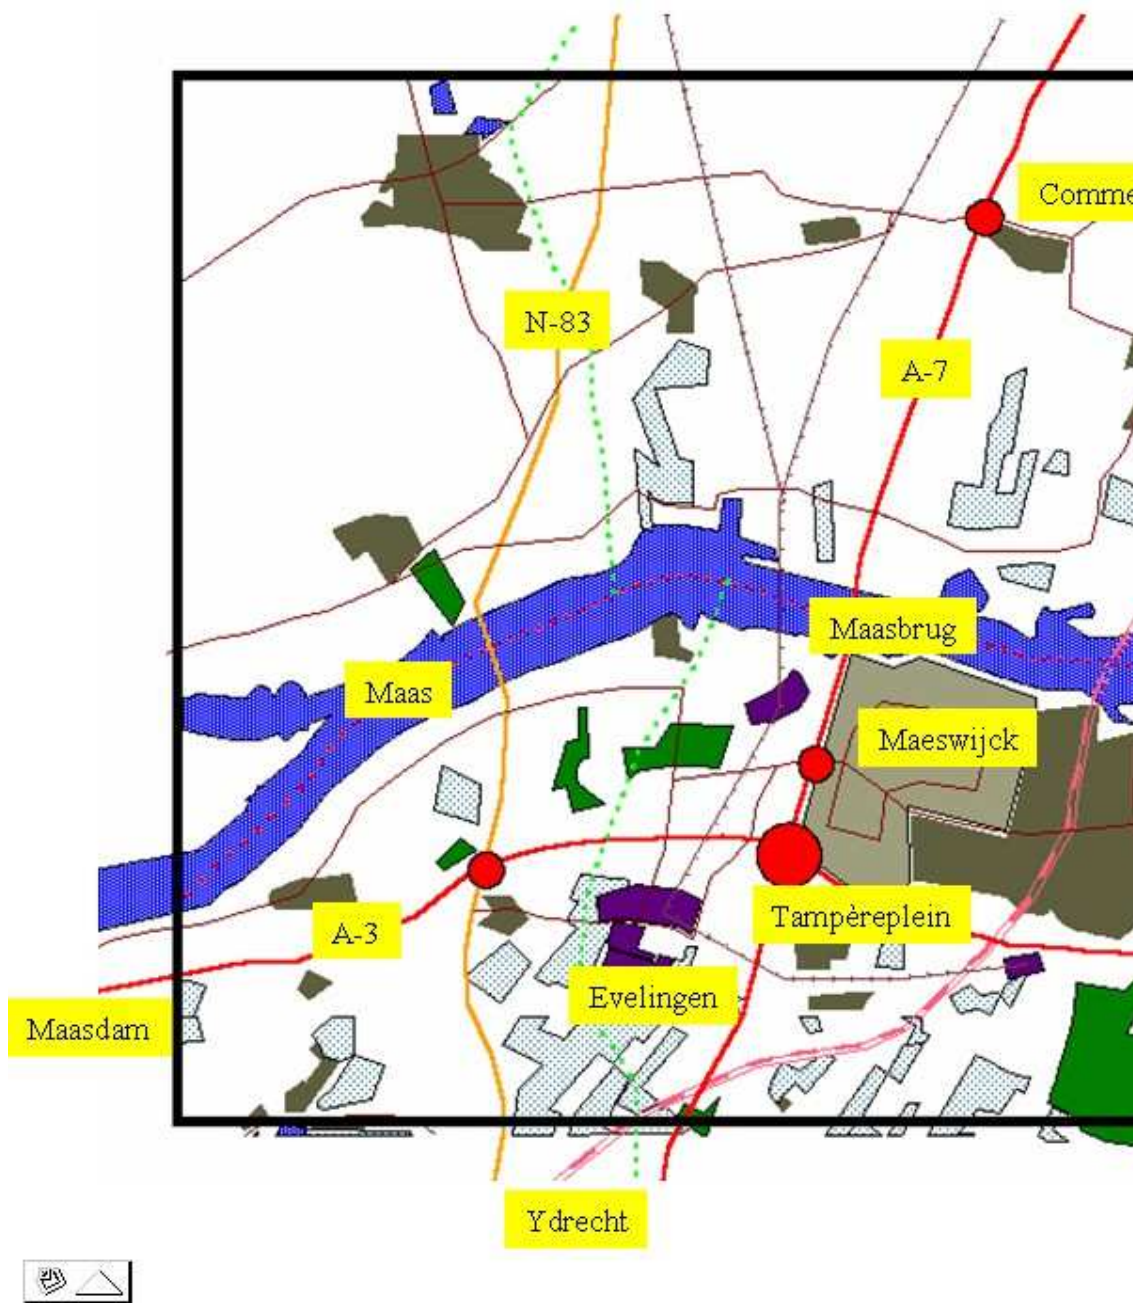 Comme
N-83
A-7
Maasbrug
Maas
Maeswijck
Tampèreplein
A-3
Evelingen
Maasdam
Ydrecht